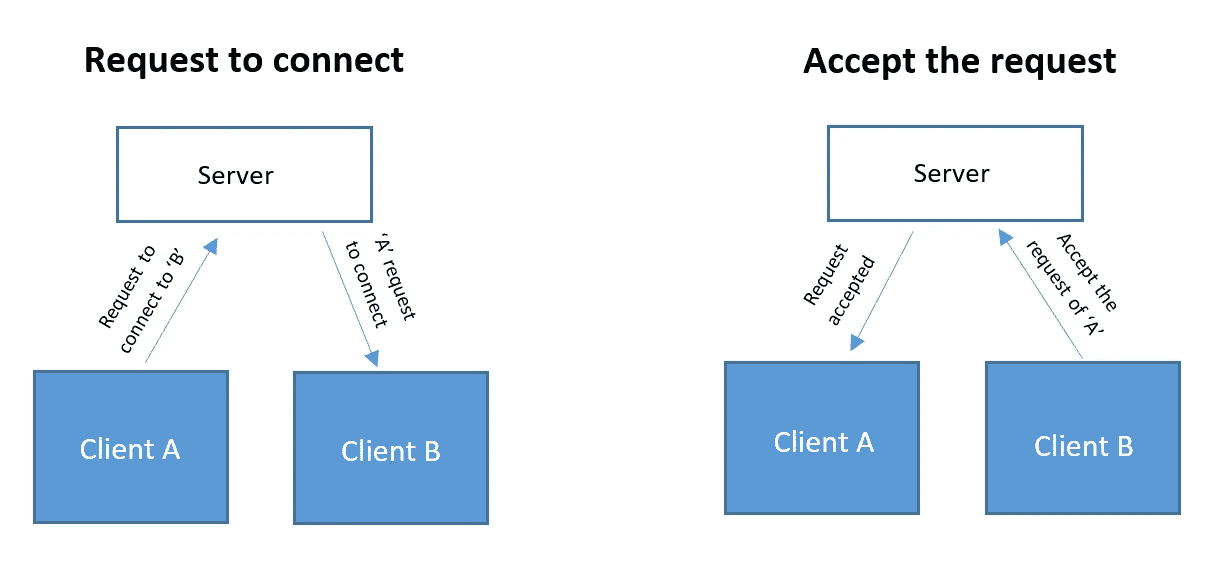 Request to connect
Server
Request to
connect to ‘B’
‘A’ request
to connect
Client A
Client B
Accept the request
Server
Request
accepted
Accept the
request of ‘A’
Client A
Client B